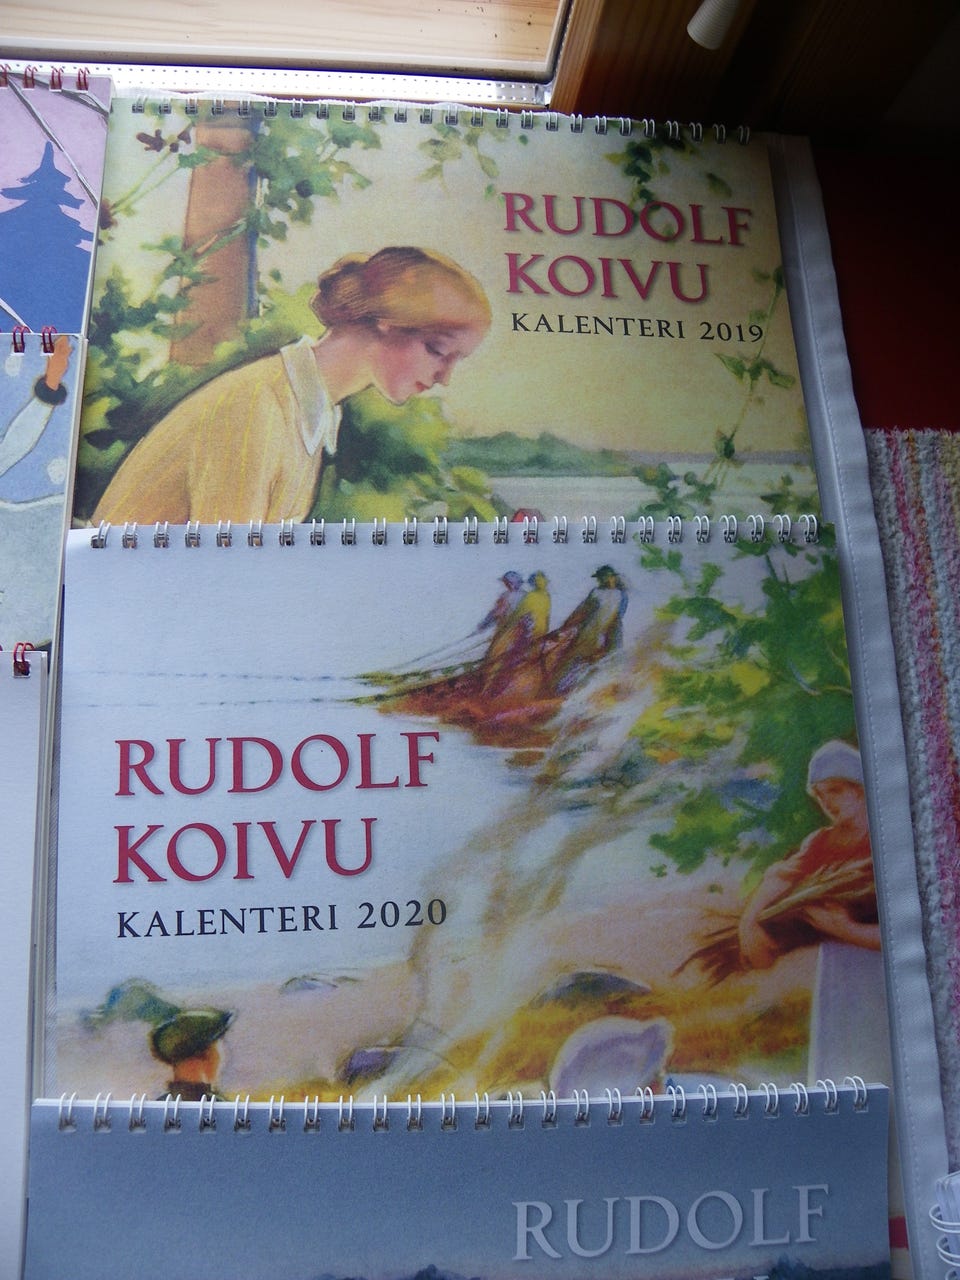 RUDOLF
KOIVU
KALENTERI 2019
RUDOLF
KOIVU
KALENTERI 2020
RUDOLF